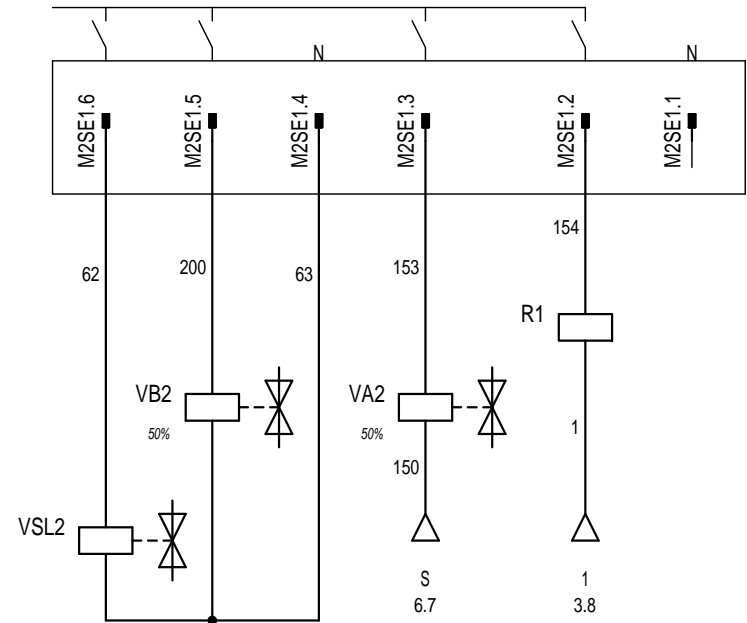 N
N
M2SE1.6
M2SE1.5
M2SE1.4
M2SE1.3
M2SE1.2
M2SE1.1
154
62
200
63
153
R1
VB2
50%
VA2
50%
1
150
VSL2
S
6.7
1
3.8